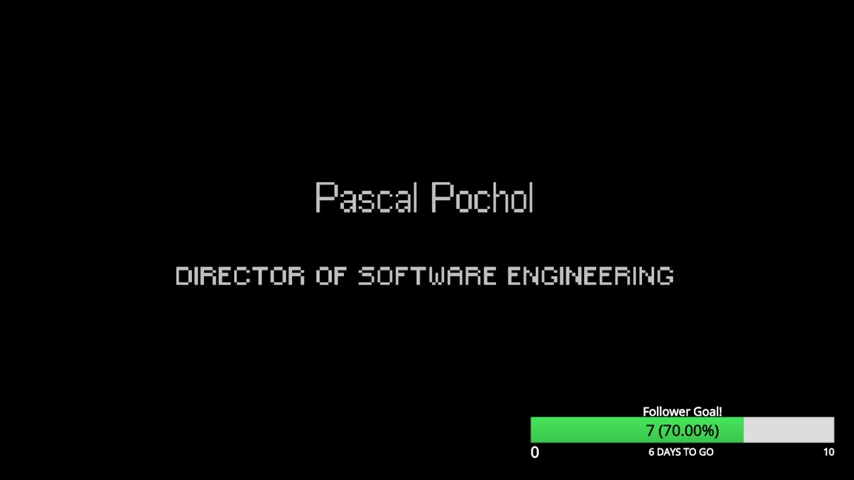 Pascal Pochol
DIRECTOR OF SOFTWARE ENGINEERING
Follower Goal!
7 (70.00%)
0 6 DAYS TO GO 10